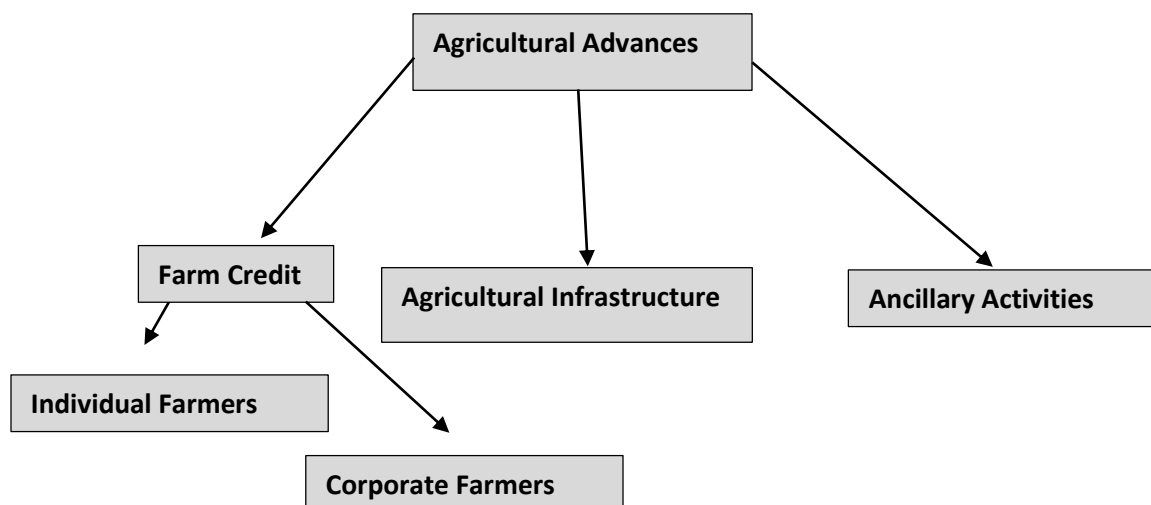 Agricultural Advances
Farm Credit
Agricultural Infrastructure
Ancillary Activities
Individual Farmers
Corporate Farmers